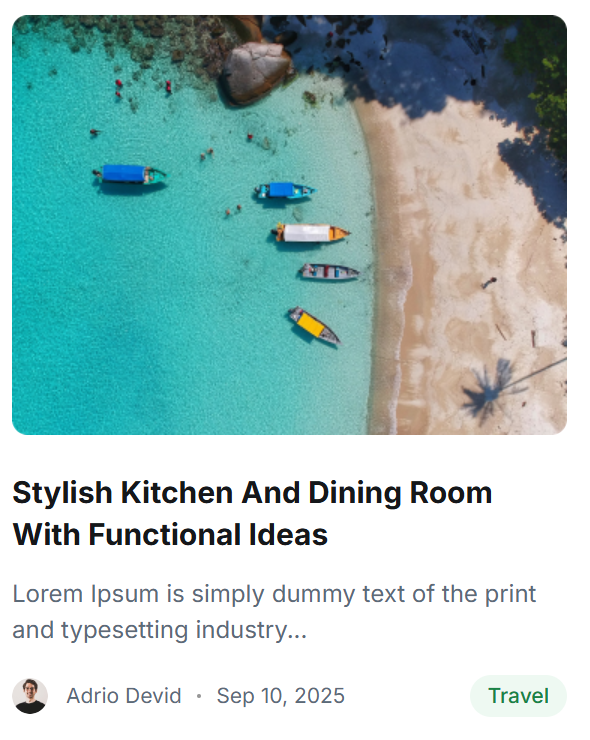 Stylish Kitchen And Dining Room
With Functional Ideas
Lorem Ipsum is simply dummy text of the print
and typesetting industry...
Adrio Devid • Sep 10, 2025
Travel